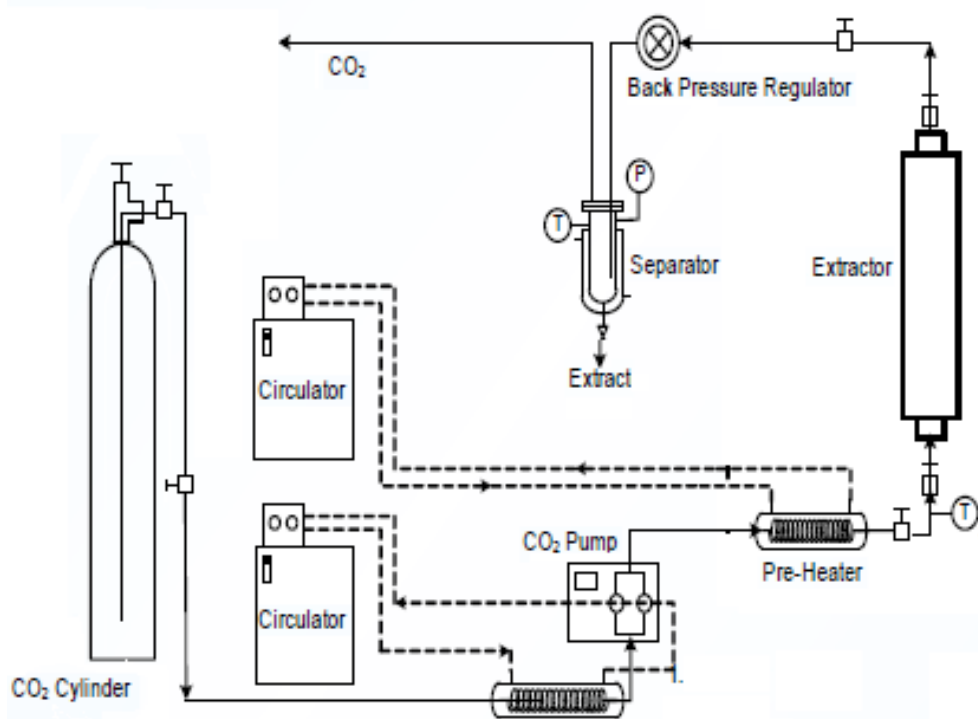 CO₂
Back Pressure Regulator
P
T
Separator
Extractor
Extract
Circulator
T
CO₂ Pump
Pre-Heater
Circulator
CO₂ Cylinder